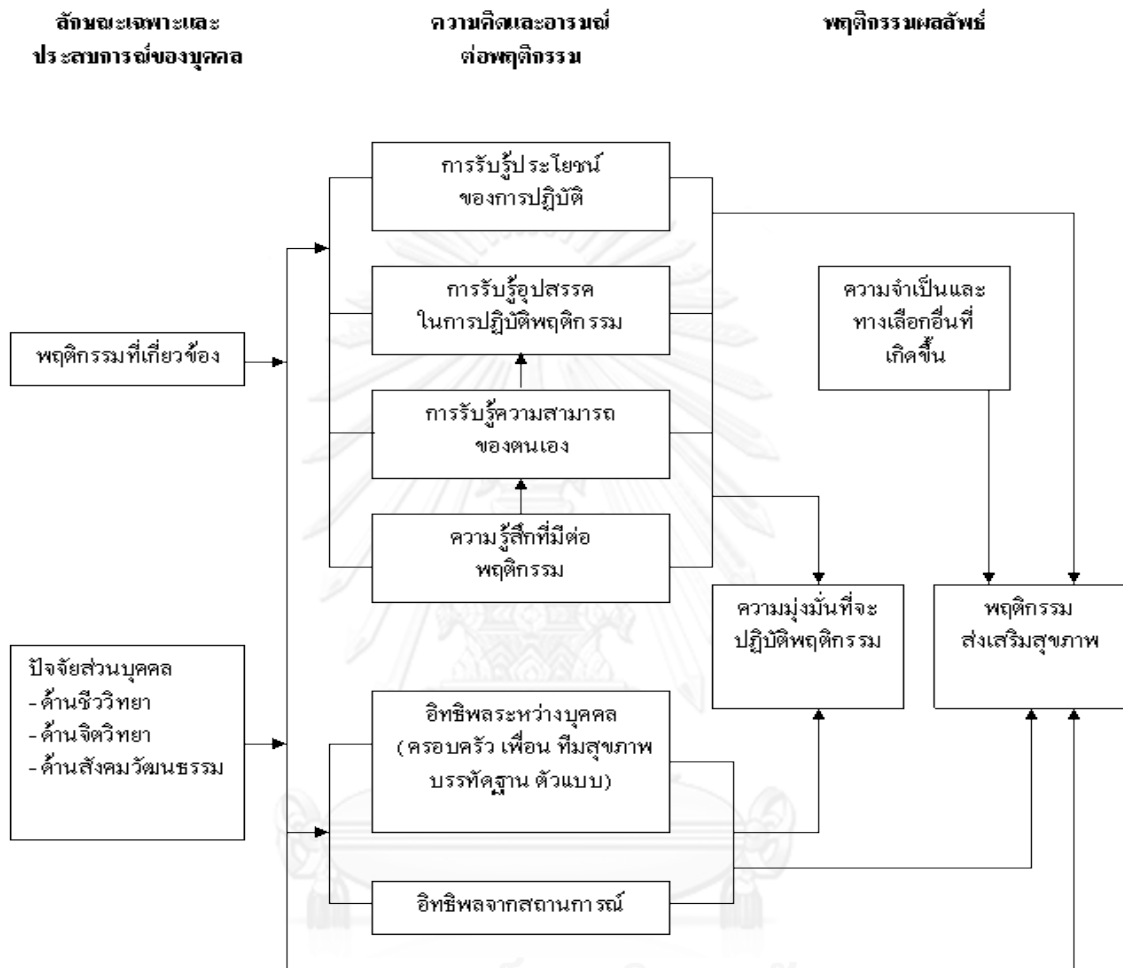 ลักษณะเฉพาะและ
ประสบการณ์ของบุคคล
ความคิดและอารมณ์
ต่อพฤติกรรม
พฤติกรรมผลลัพธ์
การรับรู้ประโยชน์
ของการปฏิบัติ
การรับรู้อุปสรรค
ในการปฏิบัติพฤติกรรม
ความจำเป็นและ
ทางเลือกอื่นที่
เกิดขึ้น
พฤติกรรมที่เกี่ยวข้อง
การรับรู้ความสามารถ
ของตนเอง
ความรู้สึกที่มีต่อ
พฤติกรรม
ความมุ่งมั่นที่จะ
ปฏิบัติพฤติกรรม
พฤติกรรม
ส่งเสริมสุขภาพ
ปัจจัยส่วนบุคคล
-ด้านชีววิทยา
-ด้านจิตวิทยา
-ด้านสังคมวัฒนธรรม
อิทธิพลระหว่างบุคคล
(ครอบครัว เพื่อน ทีมสุขภาพ
บรรทัดฐาน ตัวแบบ)
อิทธิพลจากสถานการณ์